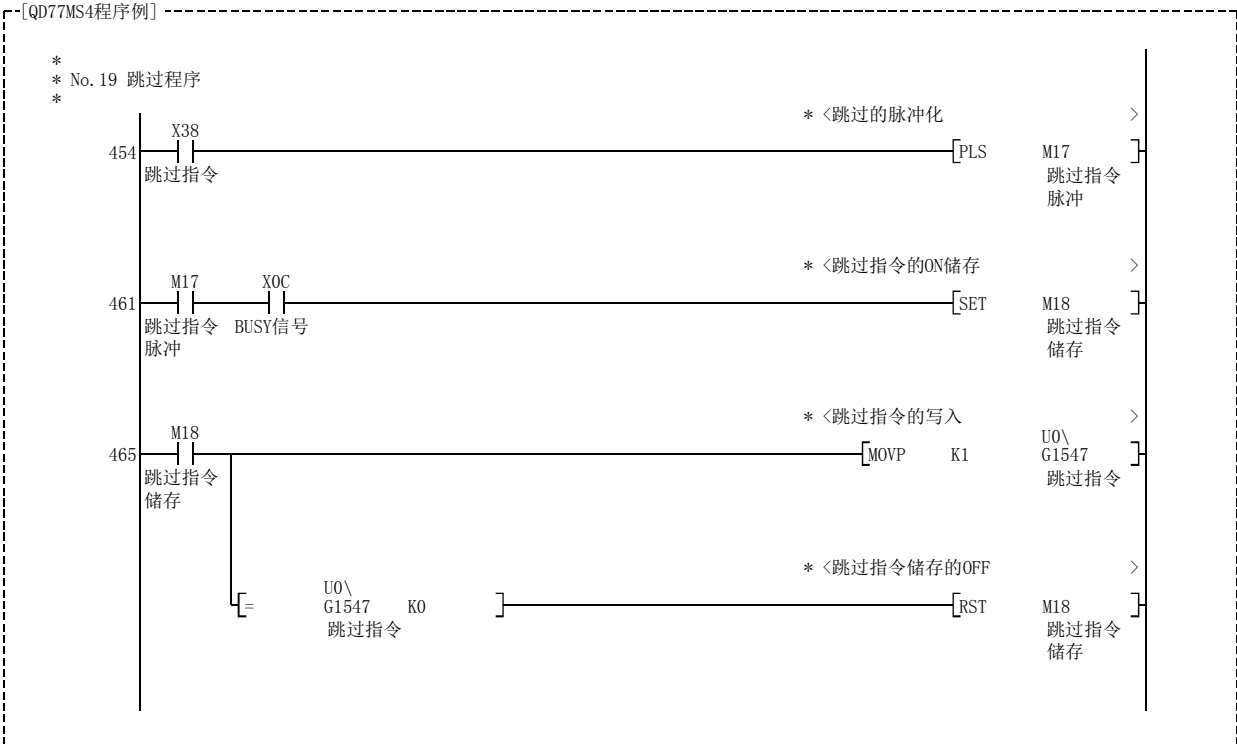 [QD77MS4程序例]
*
* No.19 跳过程序
*
* <跳过的脉冲化 >
X38
454
[PLS M17 ]
跳过指令
跳过指令
脉冲
* <跳过指令的ON储存 >
M17 X0C
461
[SET M18 ]
跳过指令 BUSY信号
脉冲
跳过指令
储存
* <跳过指令的写入 >
M18
U0\
465
[MOVP K1 G1547 ]
跳过指令
储存
跳过指令
* <跳过指令储存的OFF >
U0\
[= G1547 K0 ]
[RST M18 ]
跳过指令
跳过指令
储存